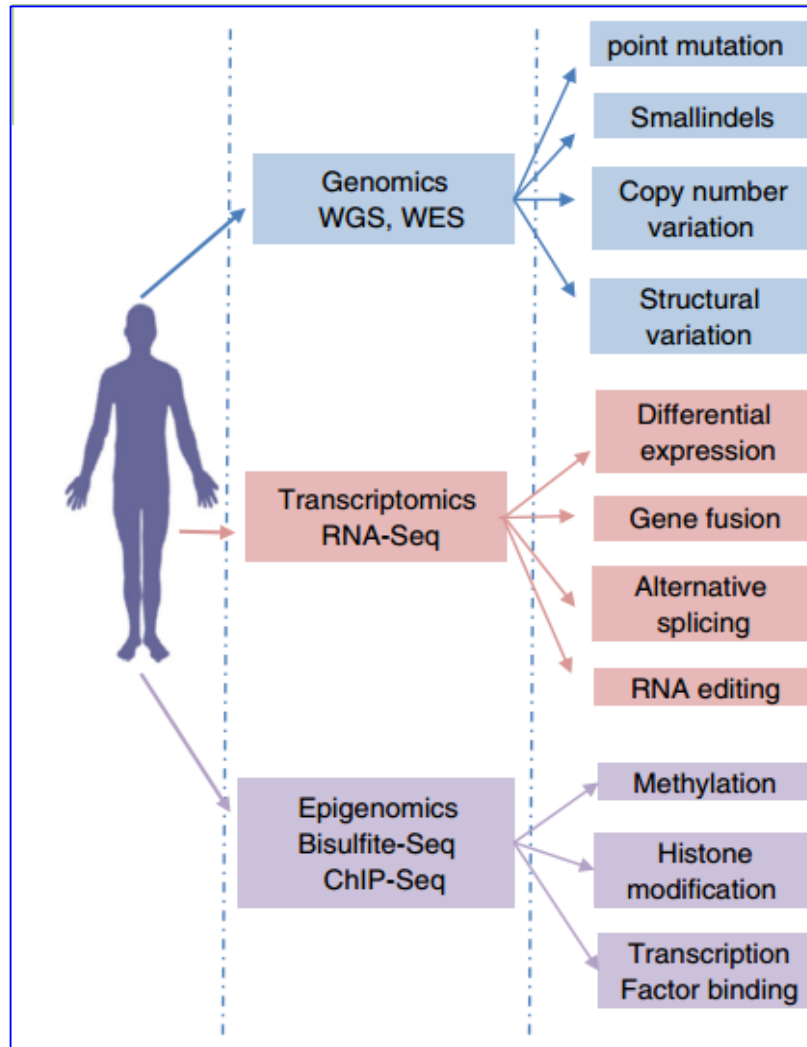 point mutation
Smallindels
Genomics
WGS, WES
Copy number
variation
Structural
variation
Differential
expression
Transcriptomics
RNA-Seq
Gene fusion
Alternative
splicing
RNA editing
Epigenomics
Bisulfite-Seq
ChIP-Seq
Methylation
Histone
modification
Transcription
Factor binding